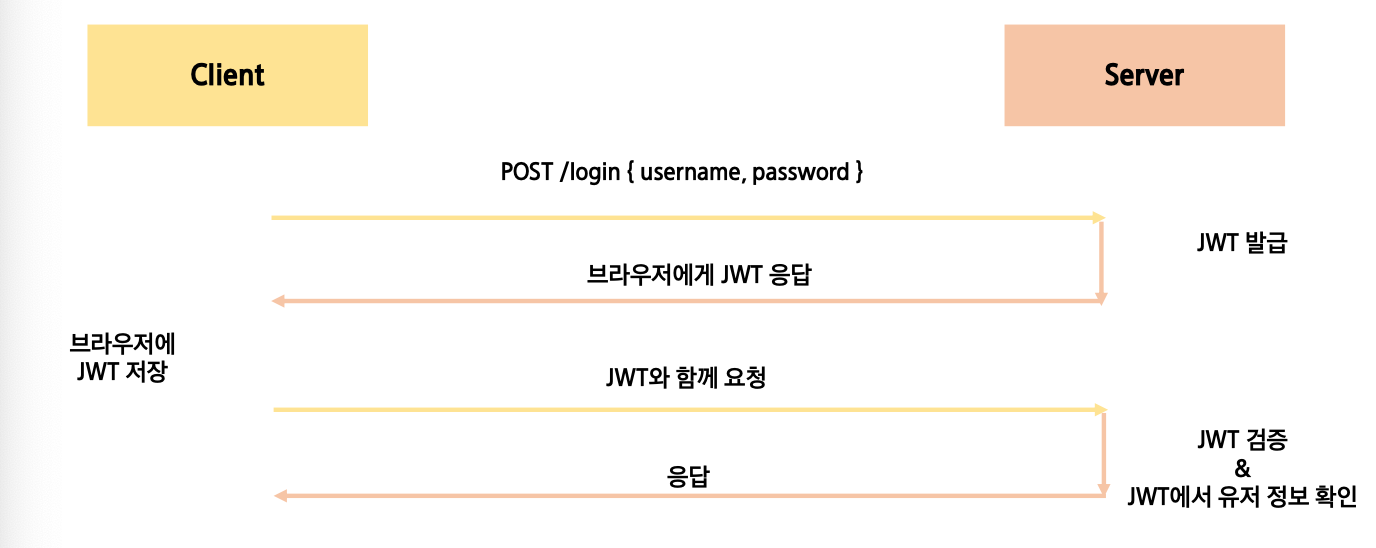 Client
Server
POST /login { username, password }
JWT 발급
브라우저에게 JWT 응답
브라우저에
JWT 저장
JWT와 함께 요청
JWT 검증
&
JWT에서 유저 정보 확인
응답